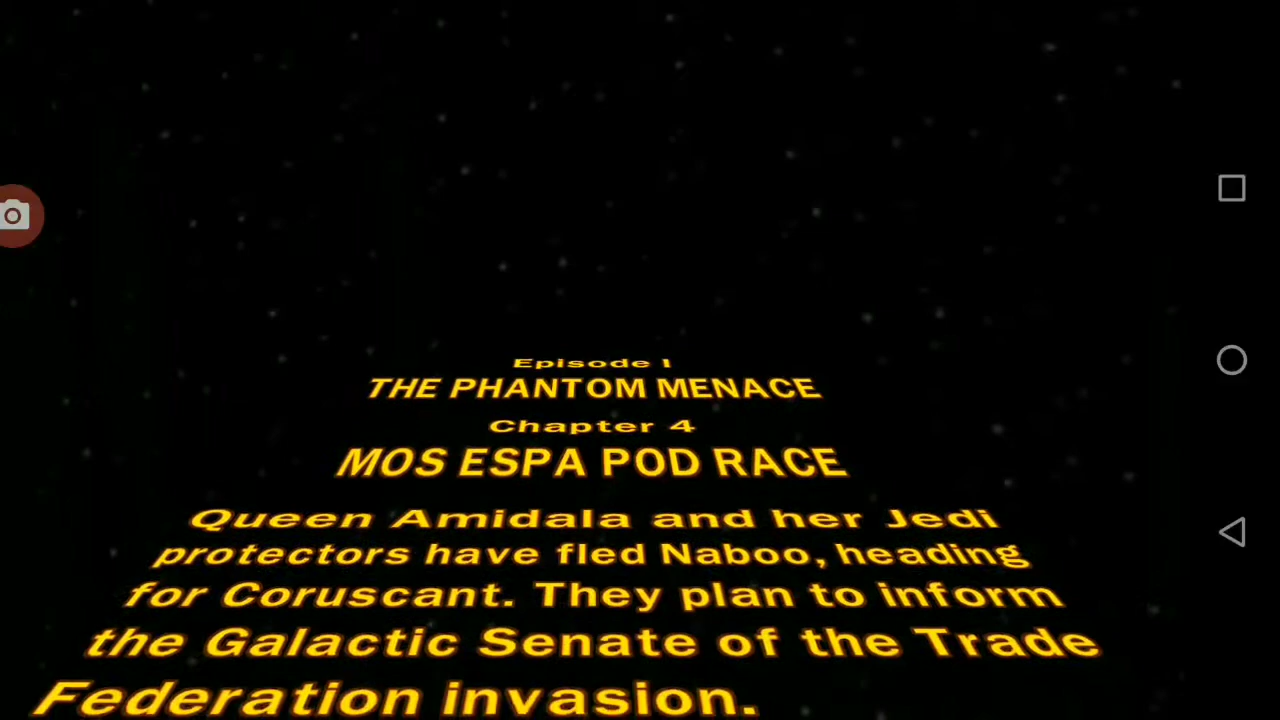 Episode I
THE PHANTOM MENACE
Chapter 4
MOS ESPA POD RACE
Queen Amidala and her Jedi
protectors have fled Naboo, heading
for Coruscant. They plan to inform
the Galactic Senate of the Trade
Federation invasion.